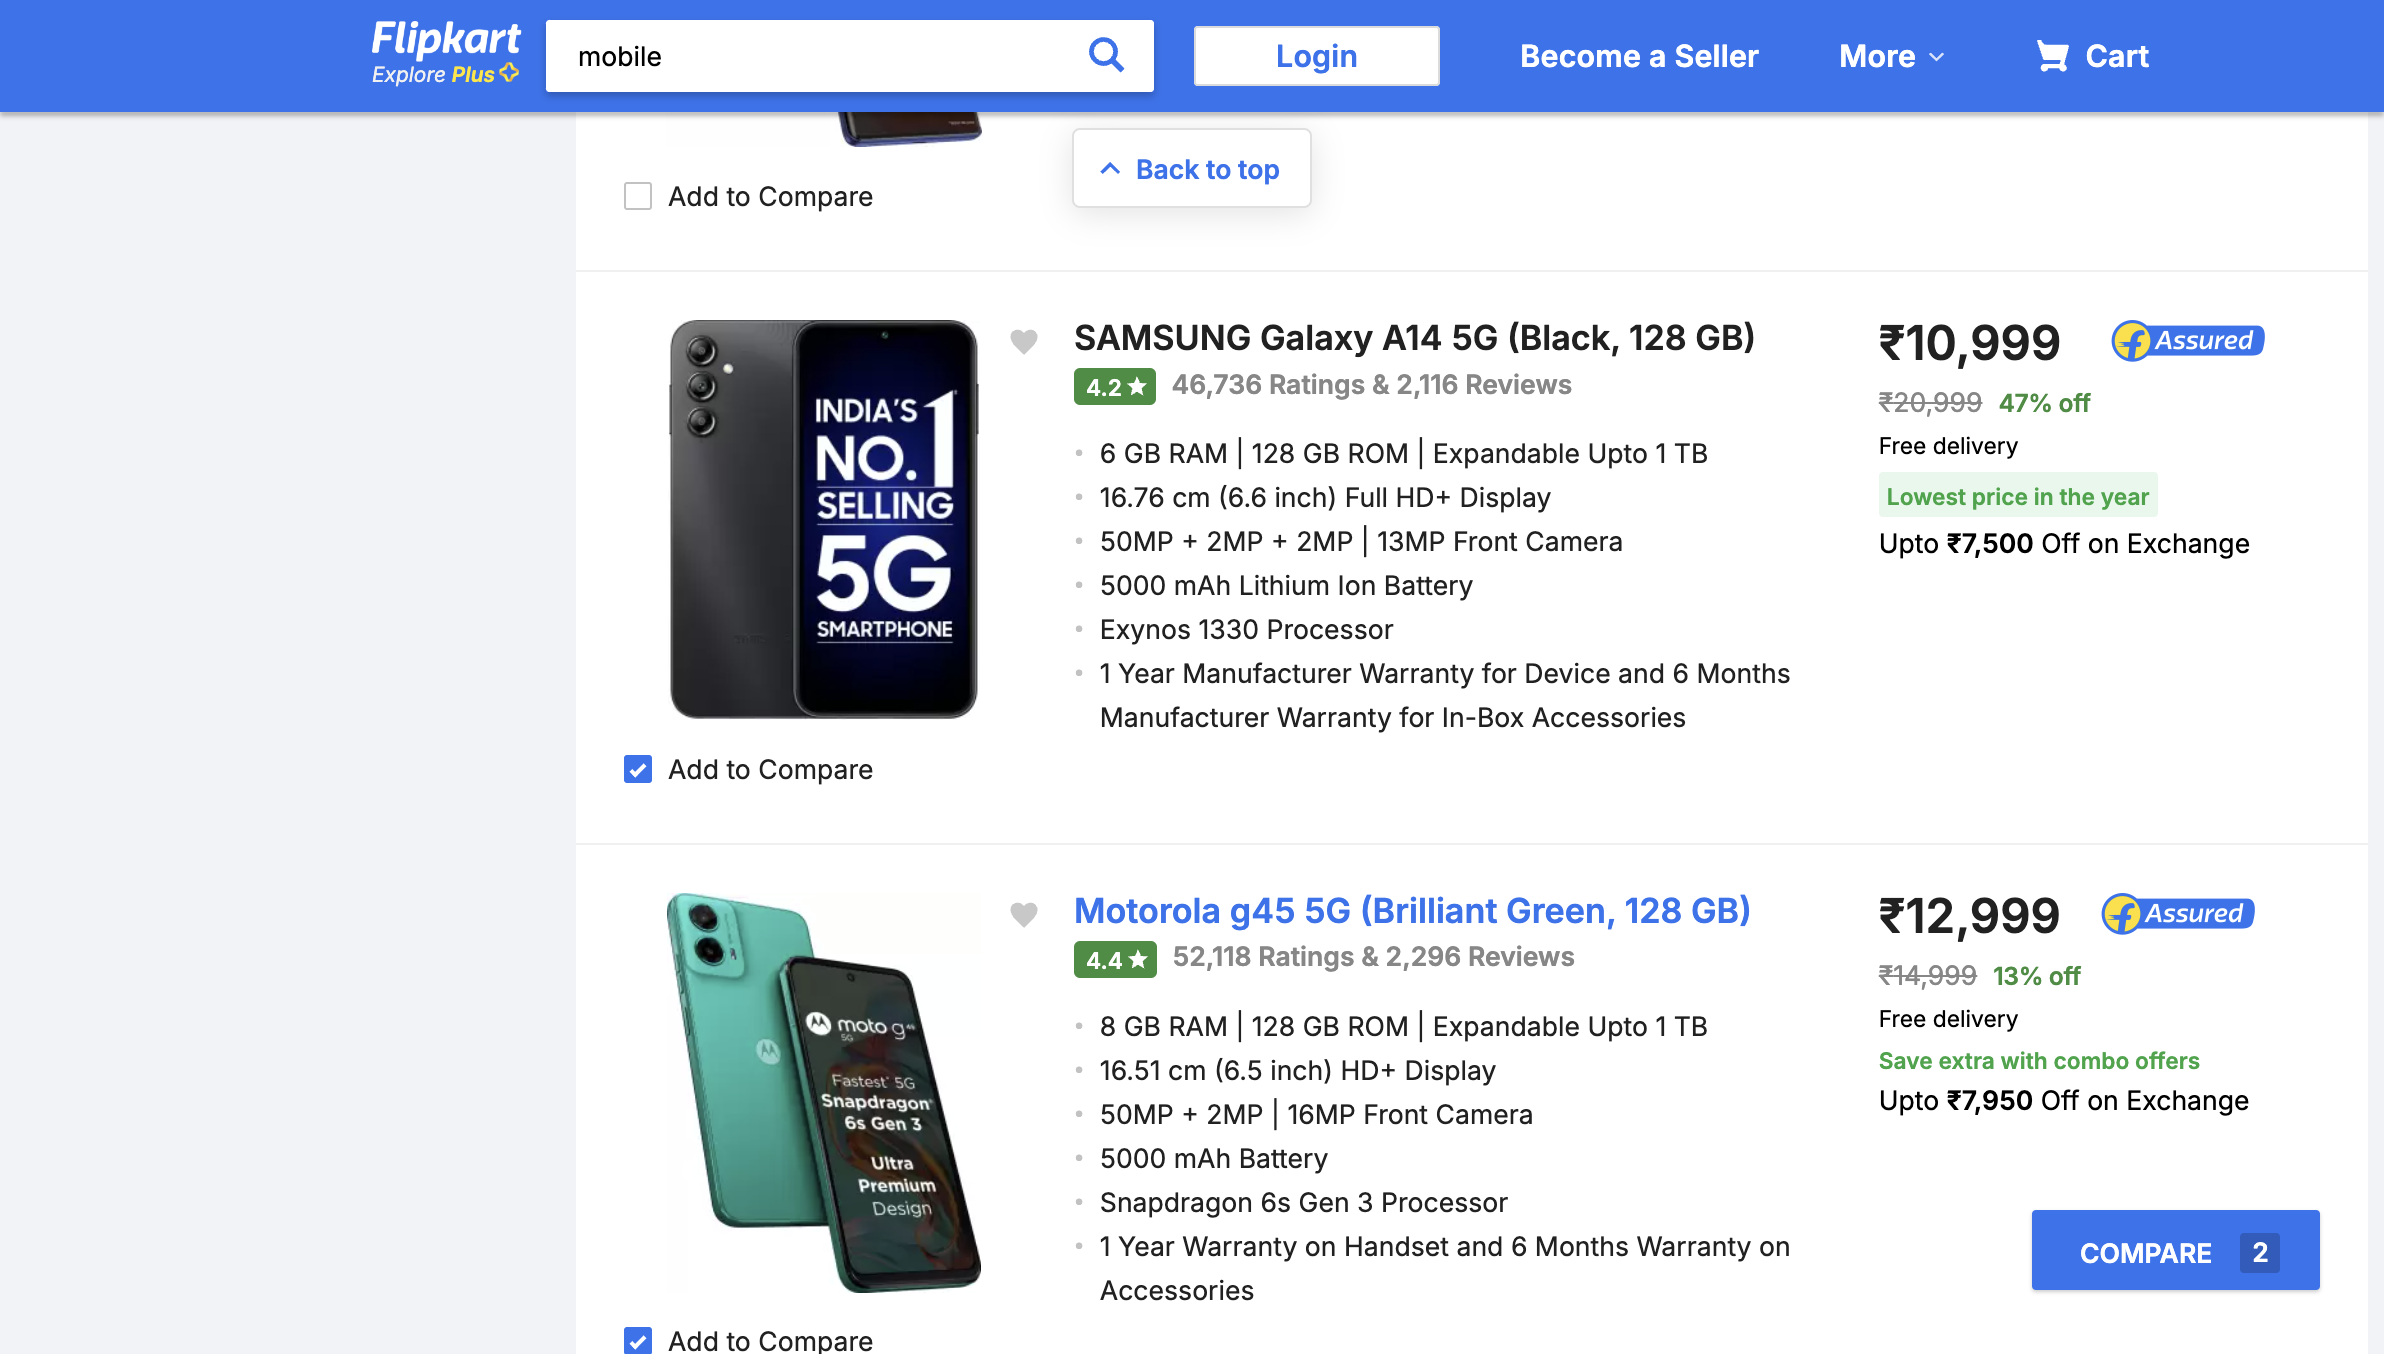 Flipkart
Explore Plus
mobile
Login
Become a Seller
More
Cart
Back to top
Add to Compare
INDIA'S
NO.1
SELLING
5G
SMARTPHONE
SAMSUNG Galaxy A14 5G (Black, 128 GB)
4.2 ★ 46,736 Ratings & 2,116 Reviews
6 GB RAM | 128 GB ROM | Expandable Upto 1 TB
16.76 cm (6.6 inch) Full HD+ Display
50MP + 2MP + 2MP | 13MP Front Camera
5000 mAh Lithium Ion Battery
Exynos 1330 Processor
1 Year Manufacturer Warranty for Device and 6 Months
Manufacturer Warranty for In-Box Accessories
₹10,999
Assured
₹20,999 47% off
Free delivery
Lowest price in the year
Upto ₹7,500 Off on Exchange
Add to Compare
moto g45
5G
Fastest* 5G
Snapdragon®
6s Gen 3
Ultra
Premium
Design
Motorola g45 5G (Brilliant Green, 128 GB)
4.4 ★ 52,118 Ratings & 2,296 Reviews
8 GB RAM | 128 GB ROM | Expandable Upto 1 TB
16.51 cm (6.5 inch) HD+ Display
50MP + 2MP | 16MP Front Camera
5000 mAh Battery
Snapdragon 6s Gen 3 Processor
1 Year Warranty on Handset and 6 Months Warranty on
Accessories
₹12,999
Assured
₹14,999 13% off
Free delivery
Save extra with combo offers
Upto ₹7,950 Off on Exchange
COMPARE 2
Add to Compare